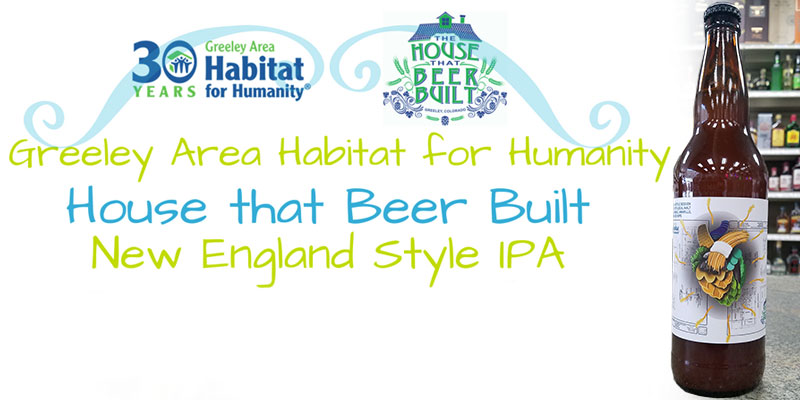 30
YEARS
Greeley Area
Habitat
for Humanity®
THE
HOUSE
THAT
BEER
BUILT
GREELEY, COLORADO
Greeley Area Habitat for Humanity
House that Beer Built
New England Style IPA